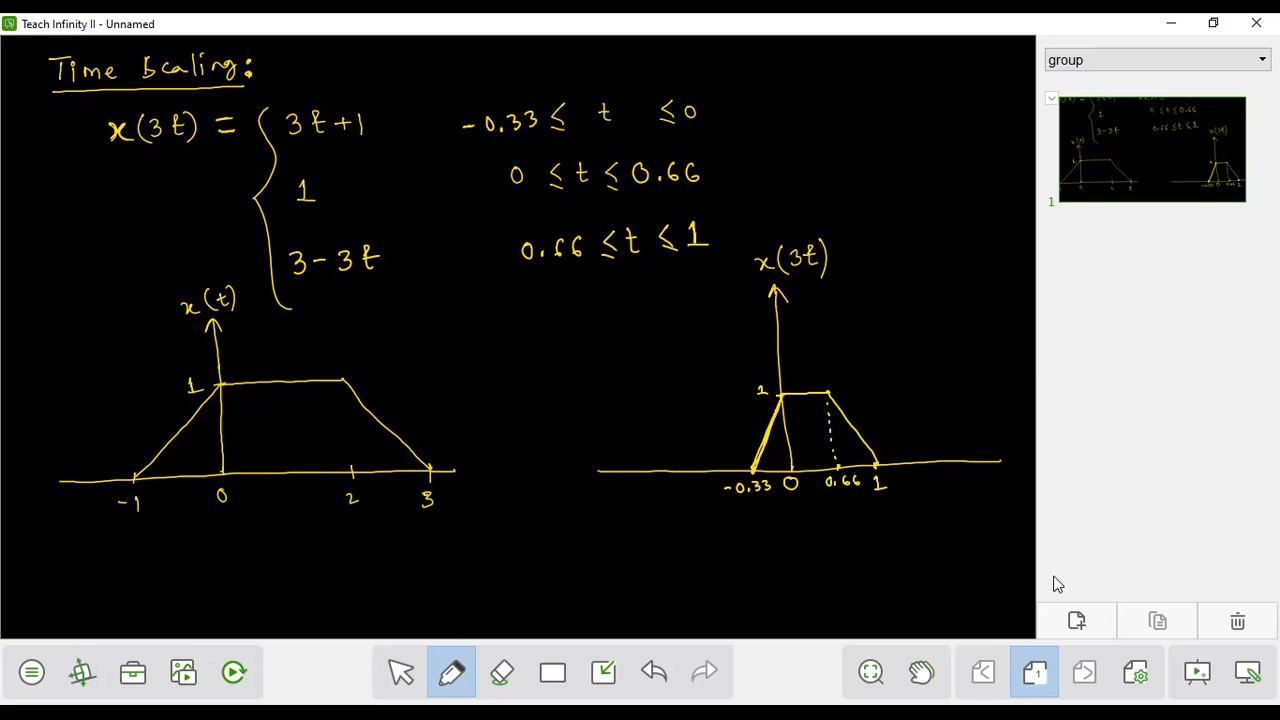 Teach Infinity II - Unnamed
group
Time Scaling:
x(3t) = { 3t+1 -0.33 ≤ t ≤0
1 0 ≤ t ≤ 0.66
3-3t 0.66 ≤ t ≤ 1
x(t)
1
-1 0 2 3
x(3t)
1
-0.33 0 0.66 1
1
1